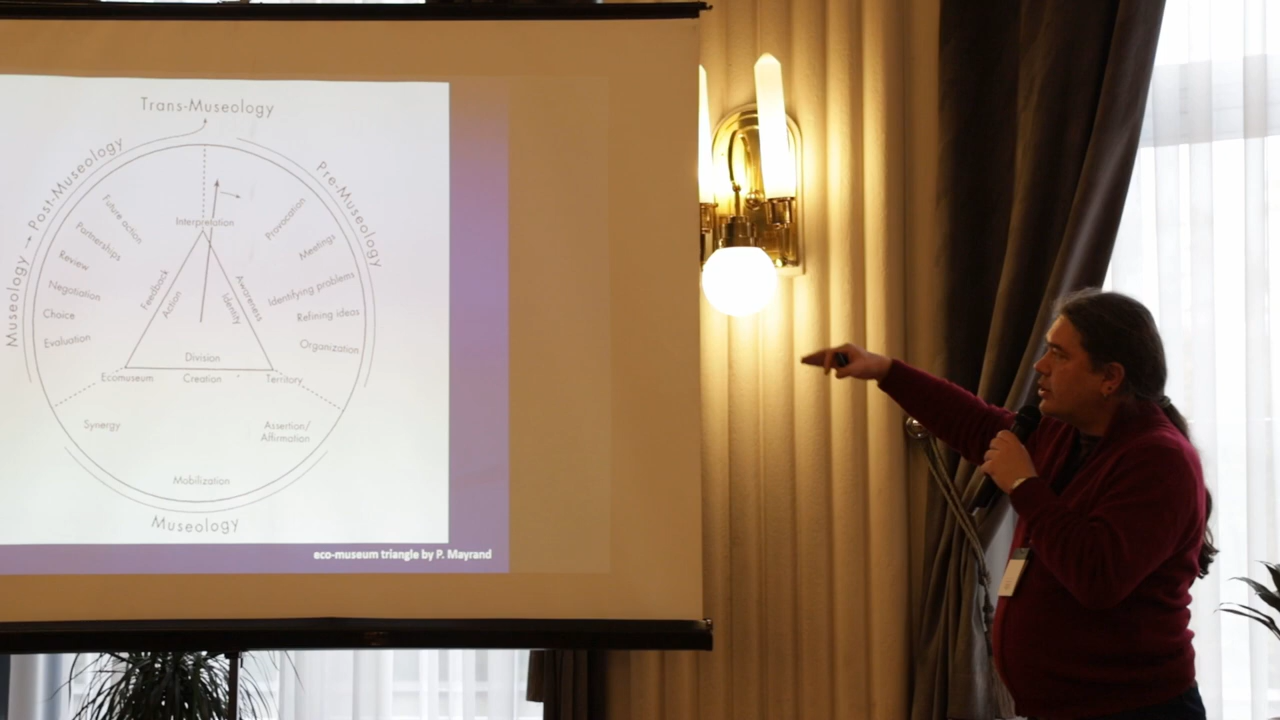 Trans-Museology
Museology → Post-Museology
Pre-Museology
Interpretation
Future action
Partnerships
Review
Negotiation
Choice
Evaluation
Provocation
Meetings
Identifying problems
Refining ideas
Organization
Feedback
Action
Awareness
Identity
Division
Ecomuseum
Creation
Territory
Synergy
Assertion/
Affirmation
Mobilization
Museology
eco-museum triangle by P. Mayrand